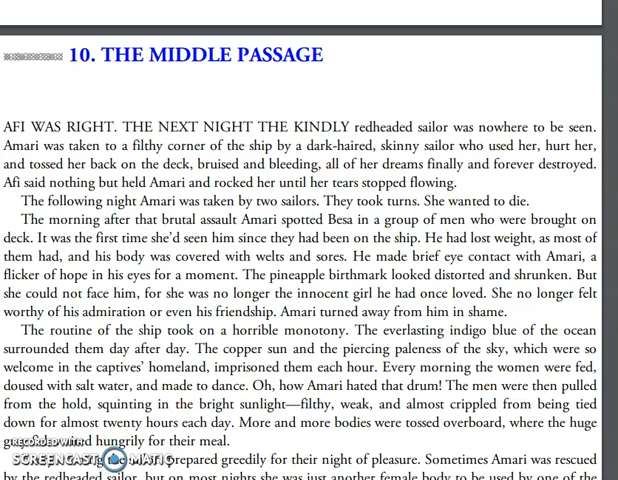 10. THE MIDDLE PASSAGE
AFI WAS RIGHT. THE NEXT NIGHT THE KINDLY redheaded sailor was nowhere to be seen.
Amari was taken to a filthy corner of the ship by a dark-haired, skinny sailor who used her, hurt her,
and tossed her back on the deck, bruised and bleeding, all of her dreams finally and forever destroyed.
Afi said nothing but held Amari and rocked her until her tears stopped flowing.
The following night Amari was taken by two sailors. They took turns. She wanted to die.
The morning after that brutal assault Amari spotted Besa in a group of men who were brought on
deck. It was the first time she'd seen him since they had been on the ship. He had lost weight, as most of
them had, and his body was covered with welts and sores. He made brief eye contact with Amari, a
flicker of hope in his eyes for a moment. The pineapple birthmark looked distorted and shrunken. But
she could not face him, for she was no longer the innocent girl he had once loved. She no longer felt
worthy of his admiration or even his friendship. Amari turned away from him in shame.
The routine of the ship took on a horrible monotony. The everlasting indigo blue of the ocean
surrounded them day after day. The copper sun and the piercing paleness of the sky, which were so
welcome in the captives' homeland, imprisoned them each hour. Every morning the women were fed,
doused with salt water, and made to dance. Oh, how Amari hated that drum! The men were then pulled
from the hold, squinting in the bright sunlight—filthy, weak, and almost crippled from being tied
down for almost twenty hours each day. More and more bodies were tossed overboard, where the huge
hungrily for their meal.
RECORDED WITH
SCREENCAST MATIC
prepared greedily for their night of pleasure. Sometimes Amari was rescued
by the redheaded sailor, but on most nights she was just another female body to be used by one of the